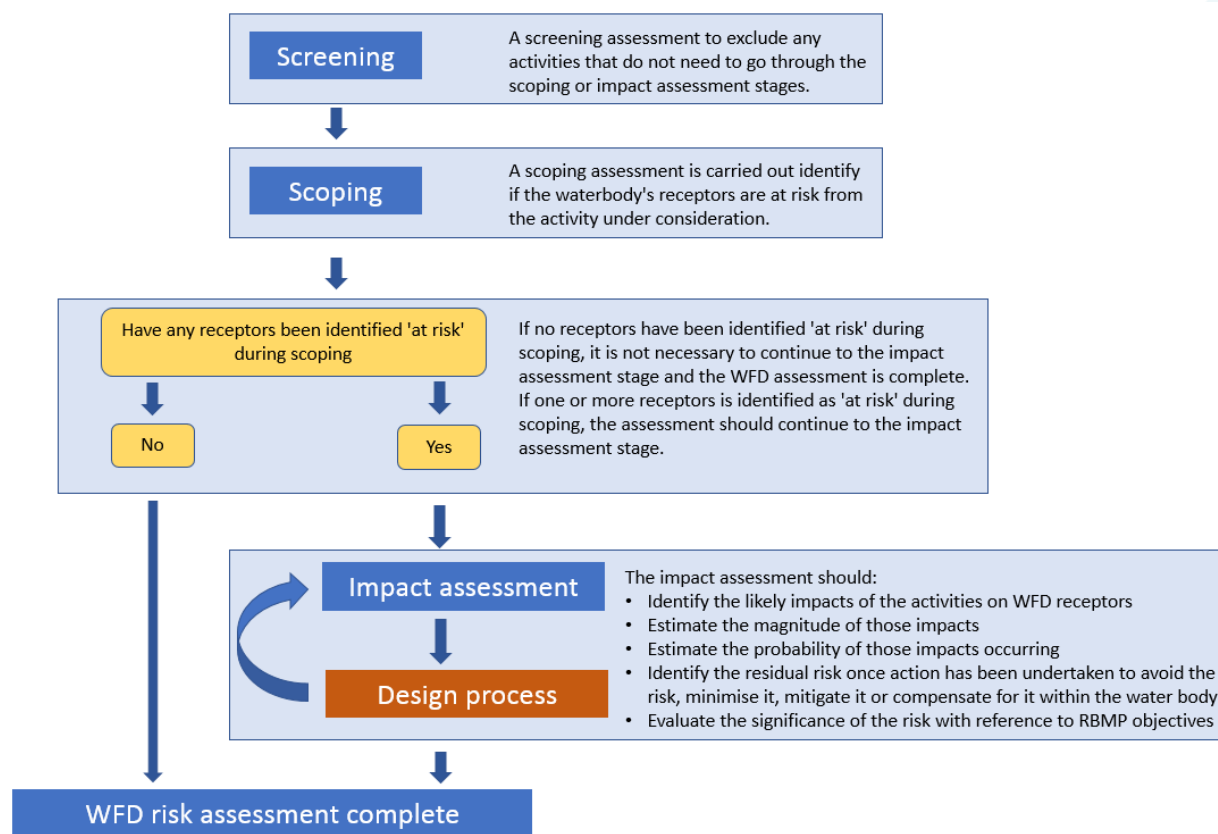 Screening
A screening assessment to exclude any
activities that do not need to go through the
scoping or impact assessment stages.
Scoping
A scoping assessment is carried out identify
if the waterbody's receptors are at risk from
the activity under consideration.
Have any receptors been identified 'at risk'
during scoping
No
Yes
If no receptors have been identified 'at risk' during
scoping, it is not necessary to continue to the impact
assessment stage and the WFD assessment is complete.
If one or more receptors is identified as 'at risk' during
scoping, the assessment should continue to the impact
assessment stage.
Impact assessment
Design process
The impact assessment should:
• Identify the likely impacts of the activities on WFD receptors
• Estimate the magnitude of those impacts
• Estimate the probability of those impacts occurring
• Identify the residual risk once action has been undertaken to avoid the
risk, minimise it, mitigate it or compensate for it within the water body
• Evaluate the significance of the risk with reference to RBMP objectives
WFD risk assessment complete